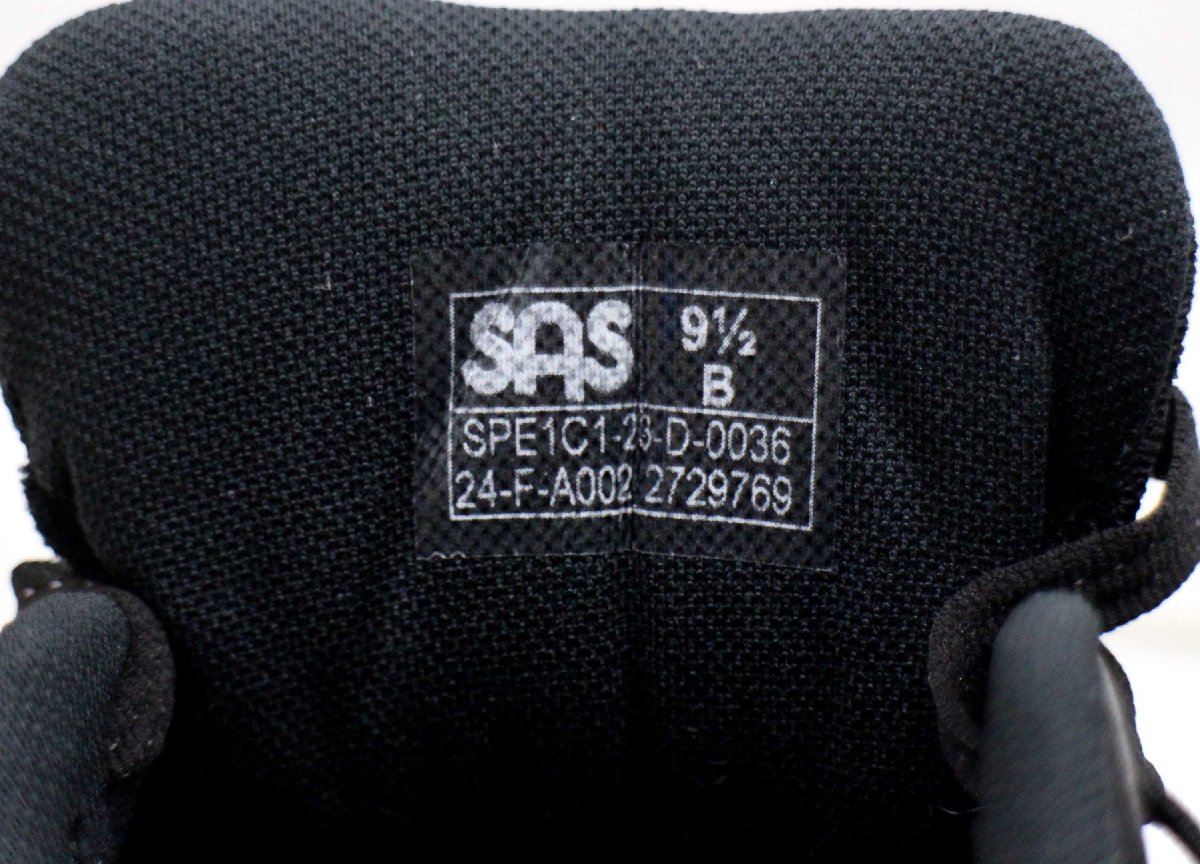 SAS 9½
B
SPE1C1-23-D-0036
24-F-A002 2729769